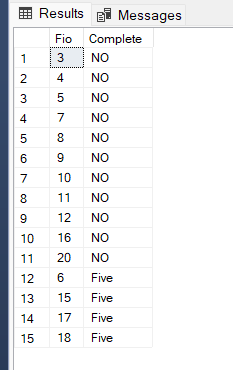 Results Messages
Fio Complete
1 3 NO
2 4 NO
3 5 NO
4 7 NO
5 8 NO
6 9 NO
7 10 NO
8 11 NO
9 12 NO
10 16 NO
11 20 NO
12 6 Five
13 15 Five
14 17 Five
15 18 Five